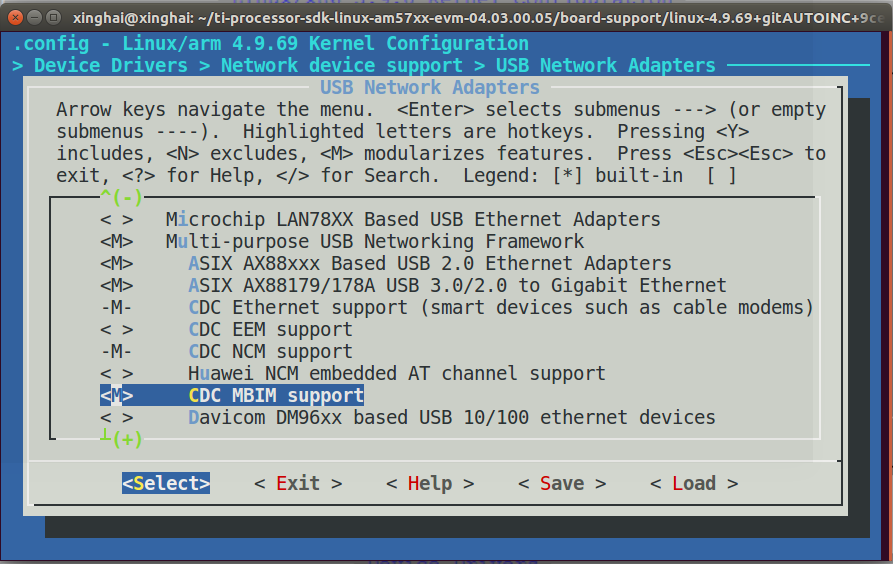 xinghai@xinghai: ~/ti-processor-sdk-linux-am57xx-evm-04.03.00.05/board-support/linux-4.9.69+gitAUTOINC+9ce
.config - Linux/arm 4.9.69 Kernel Configuration
> Device Drivers > Network device support > USB Network Adapters
USB Network Adapters
Arrow keys navigate the menu. <Enter> selects submenus ---> (or empty
submenus ----). Highlighted letters are hotkeys. Pressing <Y>
includes, <N> excludes, <M> modularizes features. Press <Esc><Esc> to
exit, <?> for Help, </> for Search. Legend: [*] built-in [ ]
^(-)
< > Microchip LAN78XX Based USB Ethernet Adapters
<M> Multi-purpose USB Networking Framework
<M> ASIX AX88xxx Based USB 2.0 Ethernet Adapters
<M> ASIX AX88179/178A USB 3.0/2.0 to Gigabit Ethernet
-M- CDC Ethernet support (smart devices such as cable modems)
< > CDC EEM support
-M- CDC NCM support
< > Huawei NCM embedded AT channel support
<M> CDC MBIM support
< > Davicom DM96xx based USB 10/100 ethernet devices
┴(+)
<Select> < Exit > < Help > < Save > < Load >